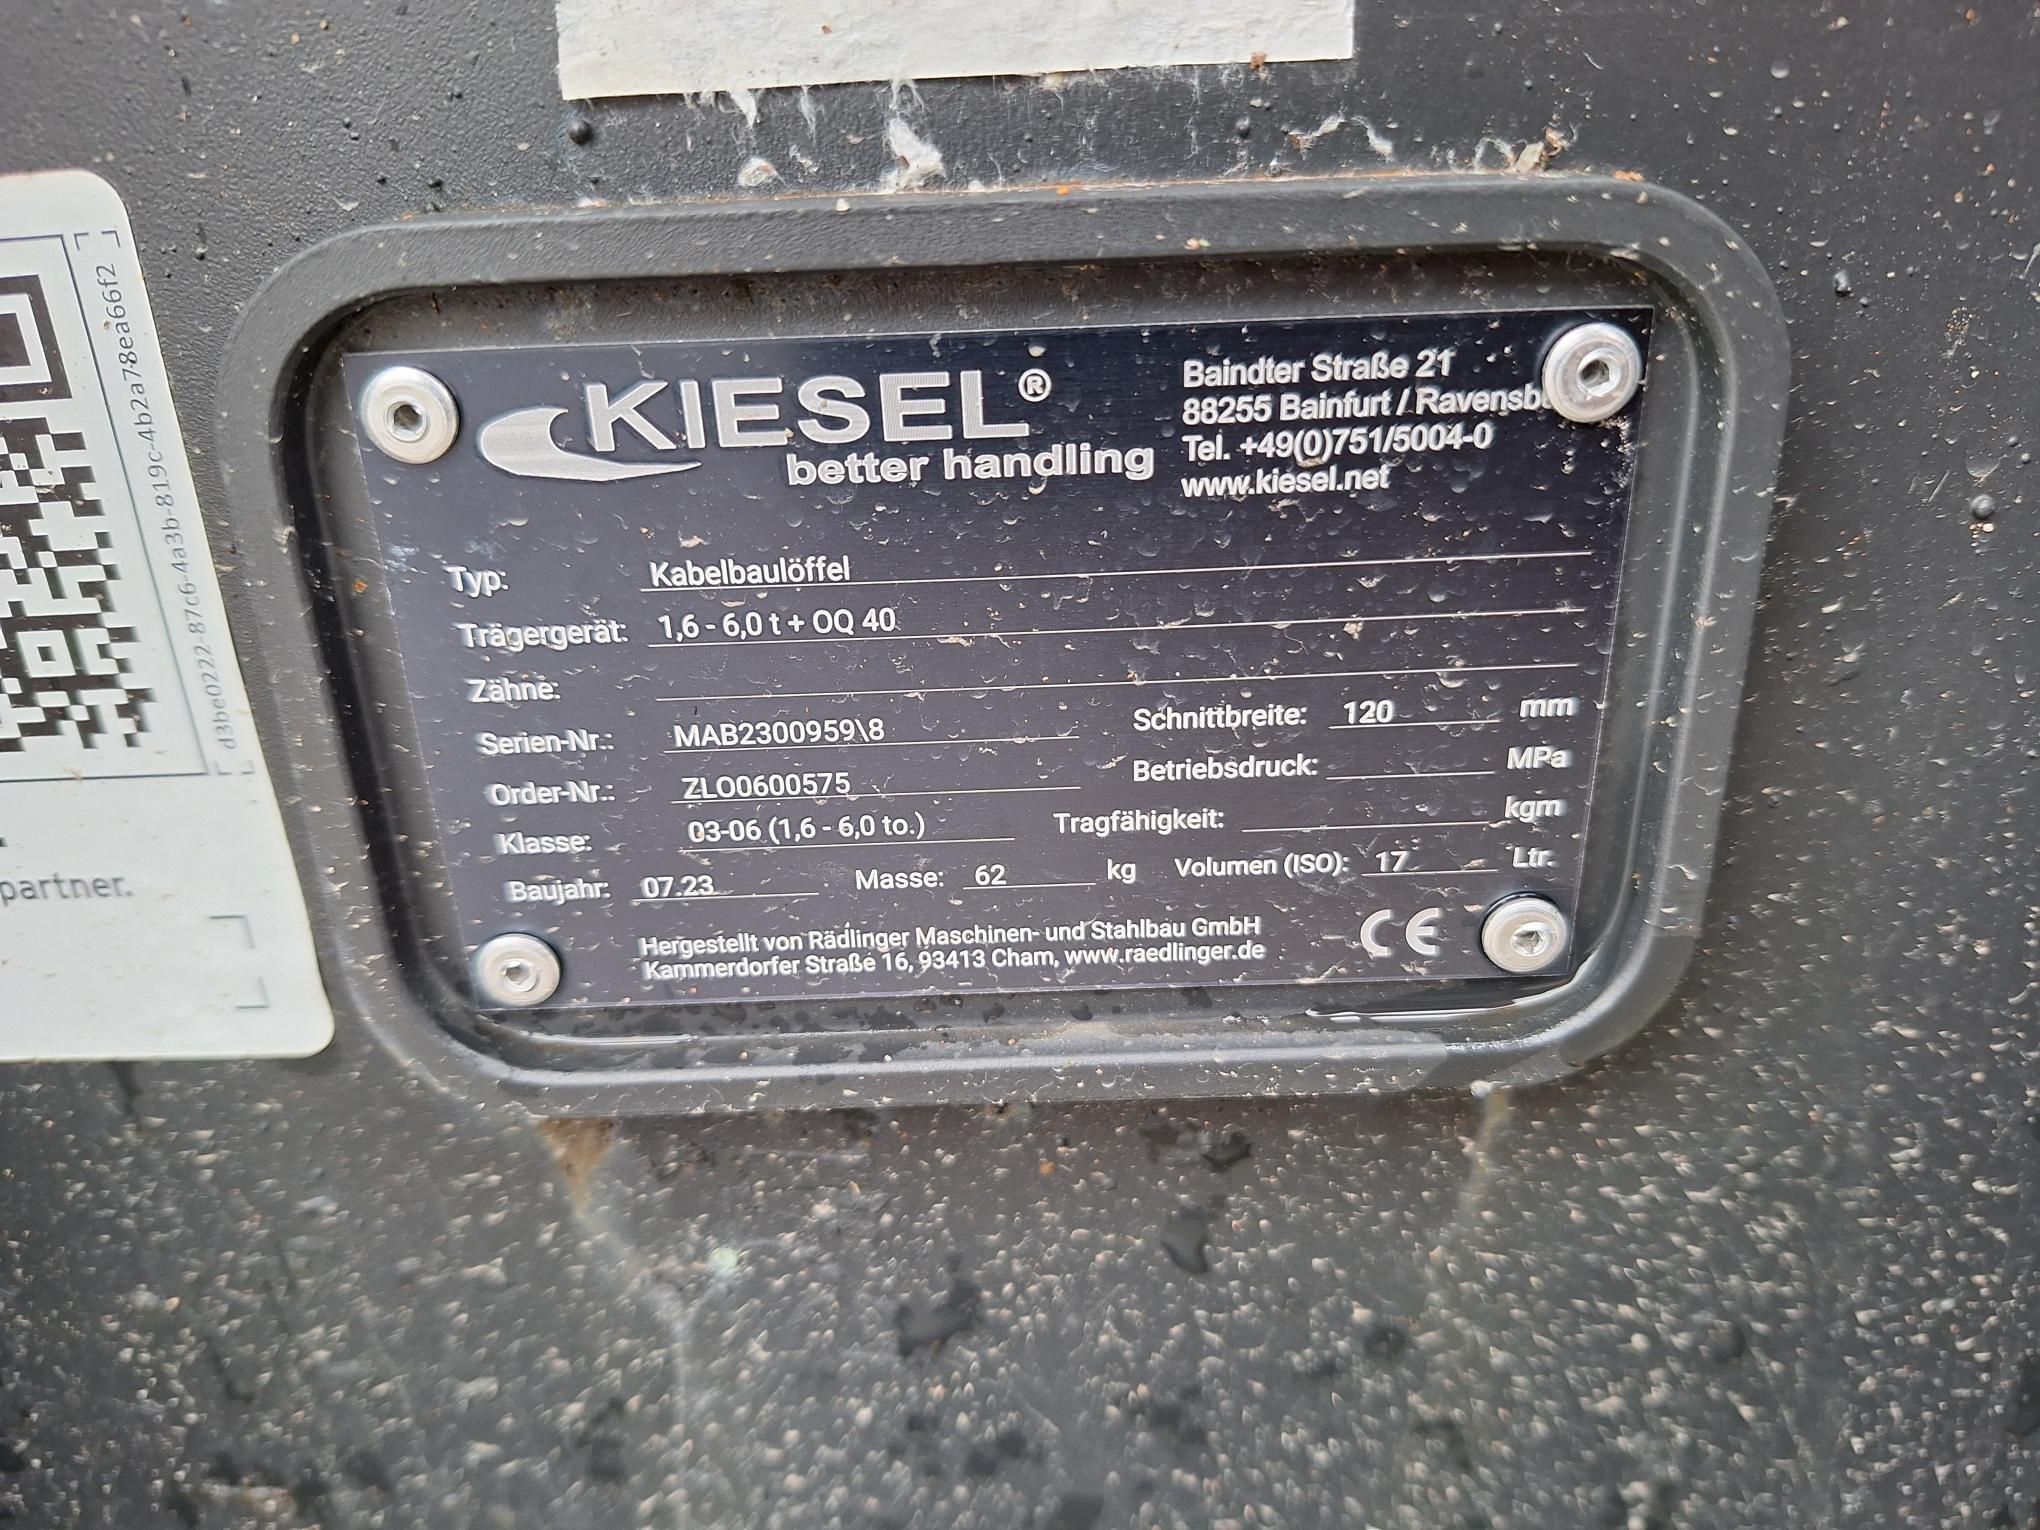 KIESEL®
better handling
Baindter Straße 21
88255 Bainfurt / Ravensb
Tel. +49(0)751/5004-0
www.kiesel.net
Typ: Kabelbaulöffel
Trägergerät: 1,6 - 6,0 t + OQ 40
Zähne:
Serien-Nr.: MAB2300959\8 Schnittbreite: 120 mm
Order-Nr.: ZLO0600575 Betriebsdruck: MPa
Klasse: 03-06 (1,6 - 6,0 to.) Tragfähigkeit: kgm
Baujahr: 07.23 Masse: 62 kg Volumen (ISO): 17 Ltr.
Hergestellt von Rädlinger Maschinen- und Stahlbau GmbH
Kammerdorfer Straße 16, 93413 Cham, www.raedlinger.de
CE
d3be0222-87c6-4a3b-819c-4b2a78ea66f2
partner.